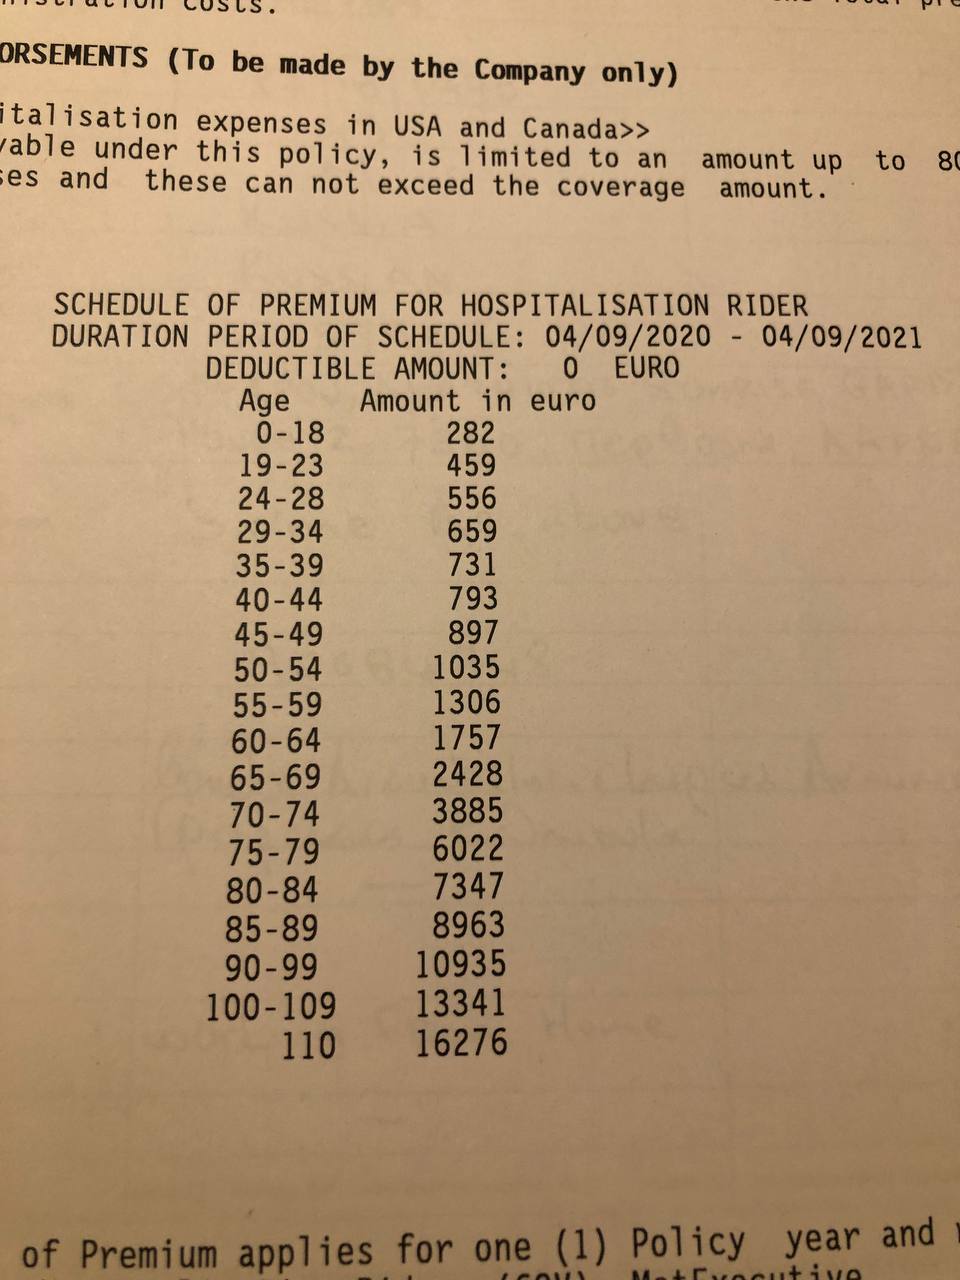 costs.
ORSEMENTS (To be made by the Company only)
italisation expenses in USA and Canada>>
yable under this policy, is limited to an amount up to 80
ses and these can not exceed the coverage amount.
SCHEDULE OF PREMIUM FOR HOSPITALISATION RIDER
DURATION PERIOD OF SCHEDULE: 04/09/2020 - 04/09/2021
DEDUCTIBLE AMOUNT: 0 EURO
Age Amount in euro
0-18 282
19-23 459
24-28 556
29-34 659
35-39 731
40-44 793
45-49 897
50-54 1035
55-59 1306
60-64 1757
65-69 2428
70-74 3885
75-79 6022
80-84 7347
85-89 8963
90-99 10935
100-109 13341
110 16276
of Premium applies for one (1) Policy year and
MetExecutive